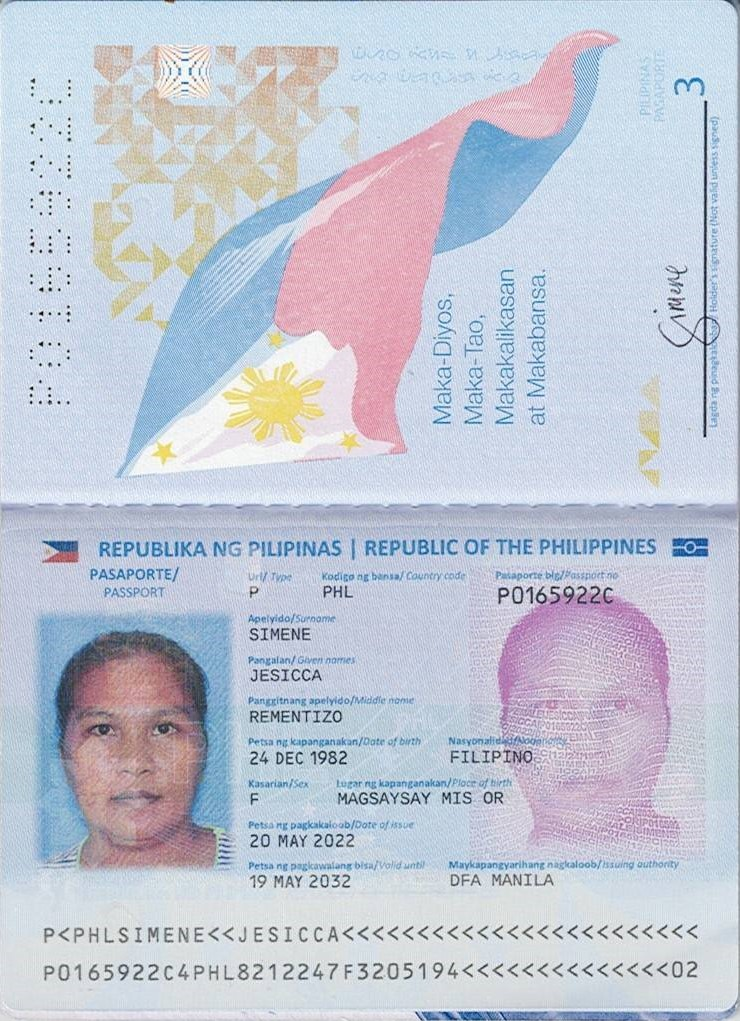 P0165922C
PILIPINAS
PASAPORTE
3
Maka-Diyos,
Maka-Tao,
Makakalikasan
at Makabansa.
Simene
Holder's signature (Not valid unless signed)
REPUBLIKA NG PILIPINAS | REPUBLIC OF THE PHILIPPINES
PASAPORTE/
PASSPORT
Uri/ Type Kodigo ng bansa/ Country code Pasaporte blg/Passport no
P PHL P0165922C
Apelyido/Surname
SIMENE
Pangalan/ Given names
JESICCA
Panggitnang apelyido/Middle name
REMENTIZO
Petsa ng kapanganakan/Date of birth Nasyonalidad/Nationality
24 DEC 1982 FILIPINO
Kasarian/Sex Lugar ng kapanganakan/Place of birth
F MAGSAYSAY MIS OR
Petsa ng pagkakaloob/Date of issue
20 MAY 2022
Petsa ng pagkawalang bisa/Valid until Maykapangyarihang nagkaloob/Issuing authority
19 MAY 2032 DFA MANILA
P<PHLSIMENE<<JESICCA<<<<<<<<<<<<<<<<<<<<<<<<
P0165922C4PHL8212247F3205194<<<<<<<<<<<<<<02